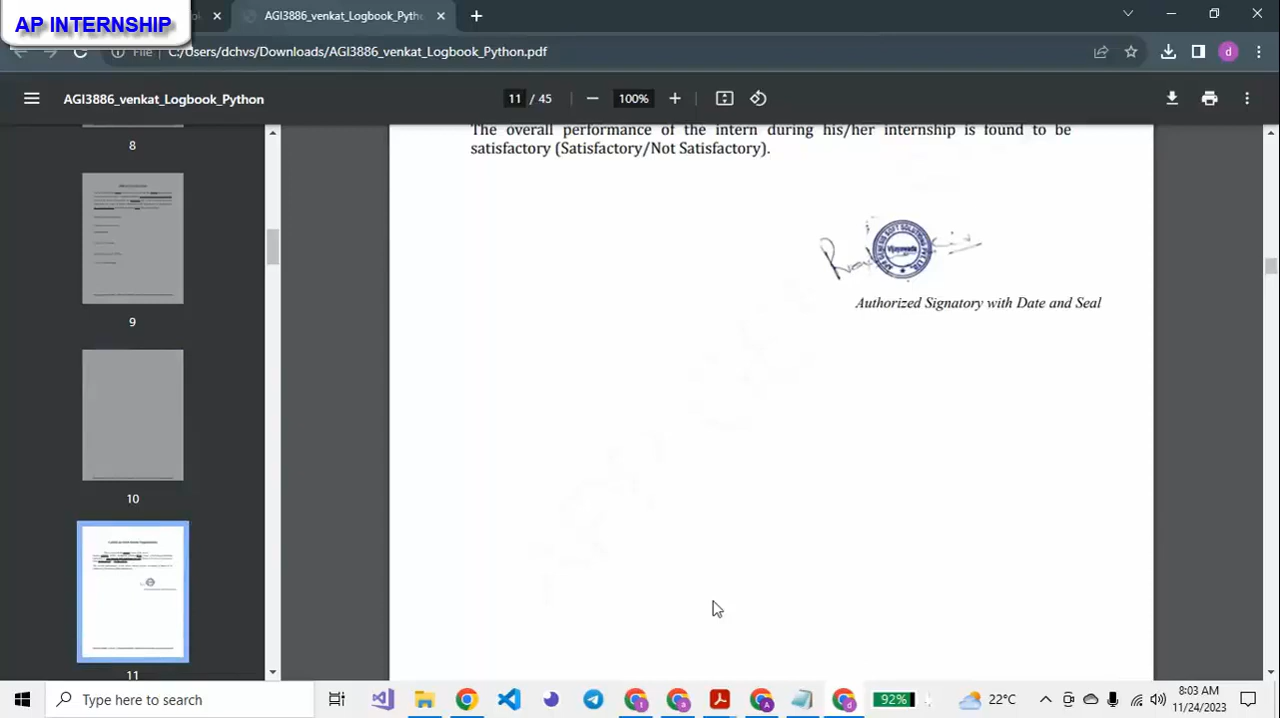 AP INTERNSHIP
AGI3886_venkat_Logbook_Pyth
File C:/Users/dchvs/Downloads/AGI3886_venkat_Logbook_Python.pdf
d
AGI3886_venkat_Logbook_Python
11 / 45
100%
8
9
10
11
The overall performance of the intern during his/her internship is found to be
satisfactory (Satisfactory/Not Satisfactory).
Vijayawada
Authorized Signatory with Date and Seal
Type here to search
92%
22°C
8:03 AM
11/24/2023